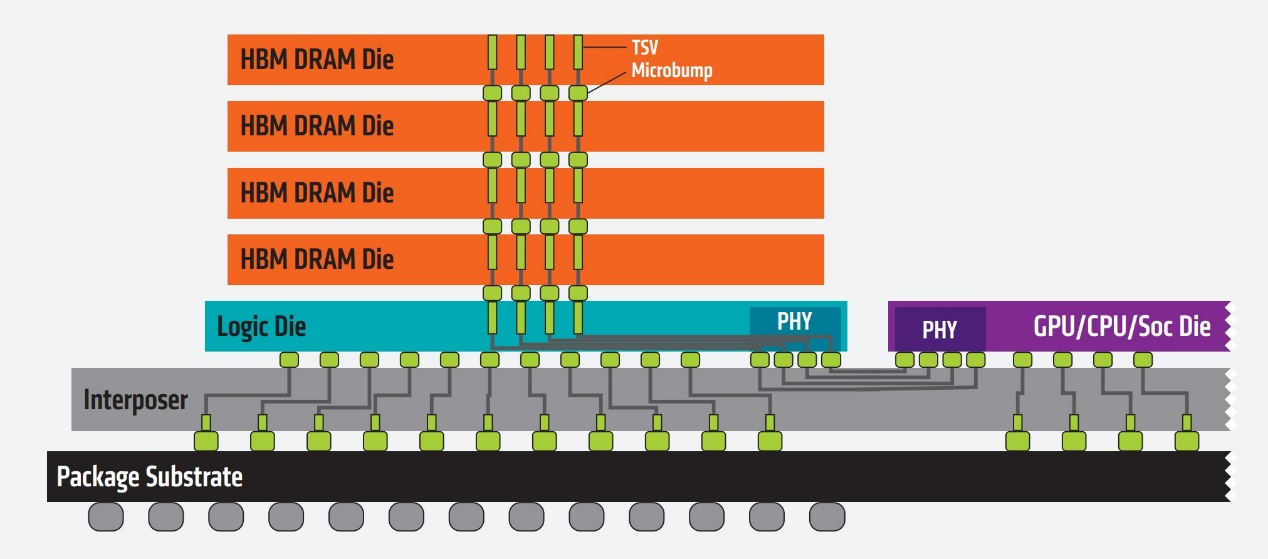 HBM DRAM Die
TSV
Microbump
HBM DRAM Die
HBM DRAM Die
HBM DRAM Die
Logic Die
PHY
PHY
GPU/CPU/Soc Die
Interposer
Package Substrate